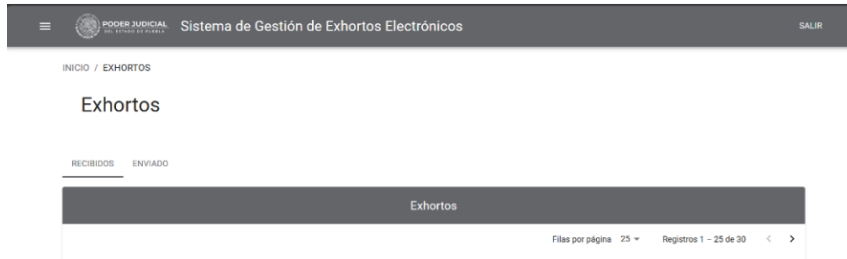 PODER JUDICIAL Sistema de Gestión de Exhortos Electrónicos SALIR
DEL ESTADO DE PUEBLA
INICIO / EXHORTOS
Exhortos
RECIBIDOS ENVIADO
Exhortos
Filas por página 25 Registros 1 – 25 de 30